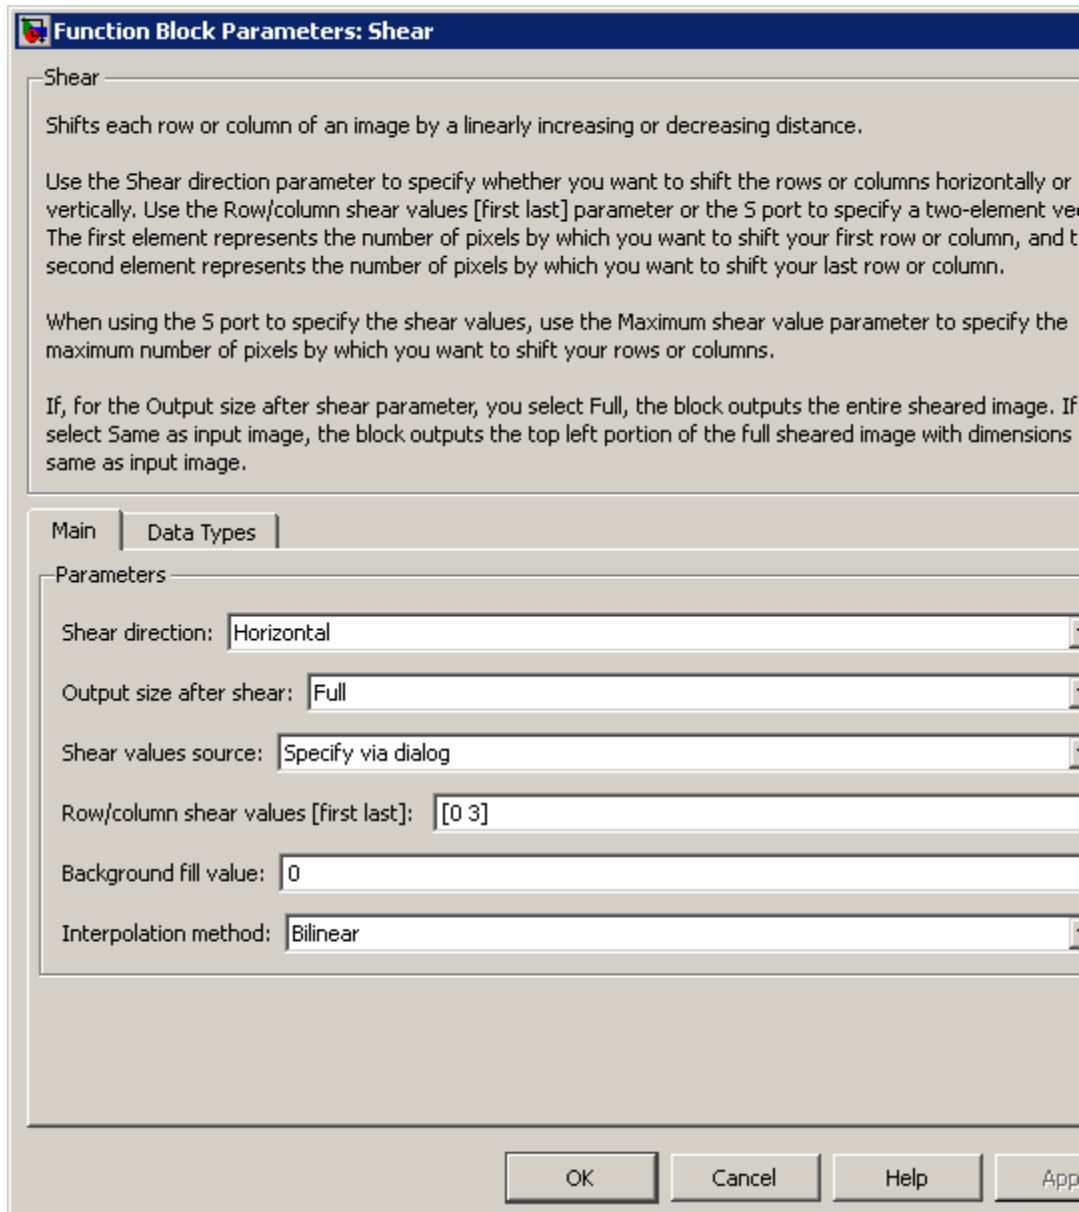 Function Block Parameters: Shear
Shear
Shifts each row or column of an image by a linearly increasing or decreasing distance.
Use the Shear direction parameter to specify whether you want to shift the rows or columns horizontally or
vertically. Use the Row/column shear values [first last] parameter or the S port to specify a two-element
The first element represents the number of pixels by which you want to shift your first row or column, and
second element represents the number of pixels by which you want to shift your last row or column.
When using the S port to specify the shear values, use the Maximum shear value parameter to specify the
maximum number of pixels by which you want to shift your rows or columns.
If, for the Output size after shear parameter, you select Full, the block outputs the entire sheared image. If
select Same as input image, the block outputs the top left portion of the full sheared image with dimensions
same as input image.
Main
Data Types
Parameters
Shear direction: Horizontal
Output size after shear: Full
Shear values source: Specify via dialog
Row/column shear values [first last]: [0 3]
Background fill value: 0
Interpolation method: Bilinear
OK
Cancel
Help